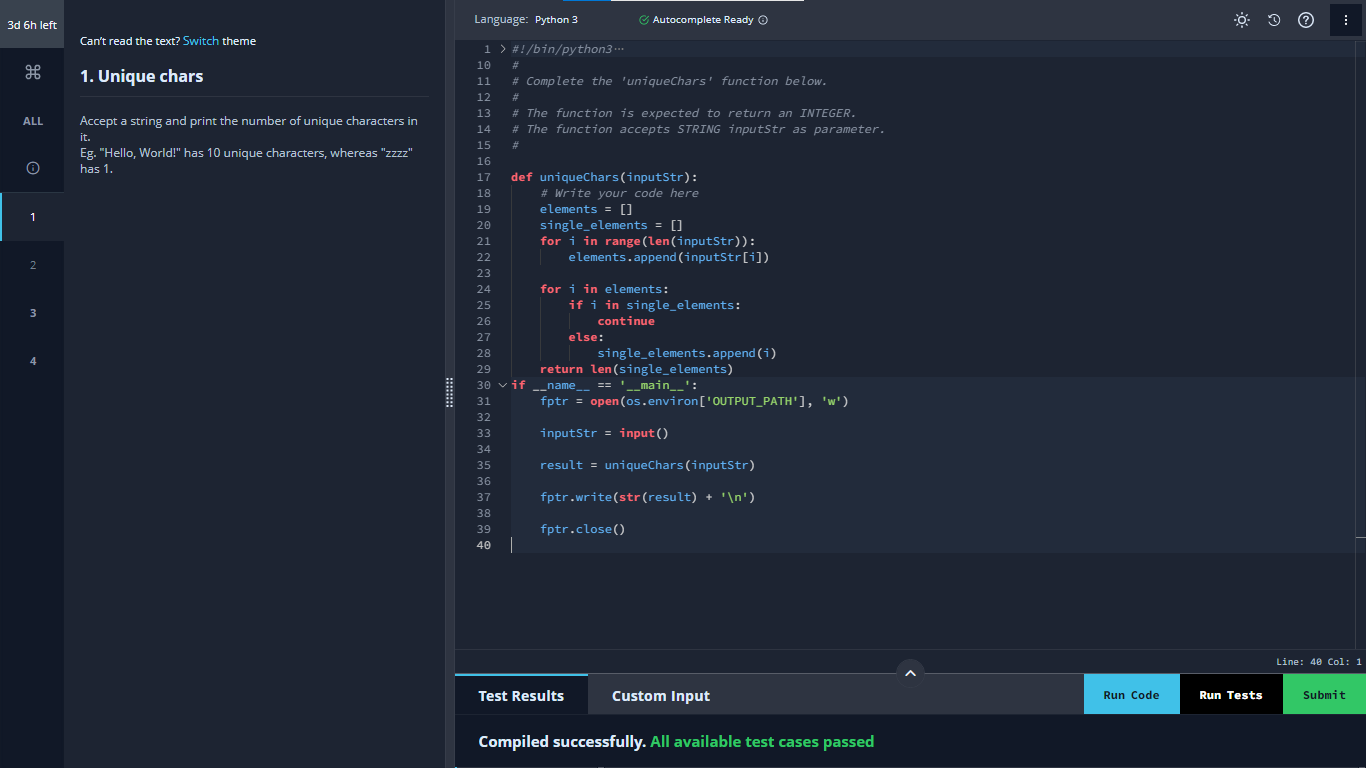 3d 6h left
ALL
1
2
3
4
Can't read the text? Switch theme
1. Unique chars
Accept a string and print the number of unique characters in
it.
Eg. "Hello, World!" has 10 unique characters, whereas "zzzz"
has 1.
Language: Python 3
Autocomplete Ready
1 #!/bin/python3⋯
10 #
11 # Complete the 'uniqueChars' function below.
12 #
13 # The function is expected to return an INTEGER.
14 # The function accepts STRING inputStr as parameter.
15 #
16
17 def uniqueChars(inputStr):
18     # Write your code here
19     elements = []
20     single_elements = []
21     for i in range(len(inputStr)):
22         elements.append(inputStr[i])
23
24     for i in elements:
25         if i in single_elements:
26             continue
27         else:
28             single_elements.append(i)
29     return len(single_elements)
30 if __name__ == '__main__':
31     fptr = open(os.environ['OUTPUT_PATH'], 'w')
32
33     inputStr = input()
34
35     result = uniqueChars(inputStr)
36
37     fptr.write(str(result) + '\n')
38
39     fptr.close()
40
Line: 40 Col: 1
Test Results
Custom Input
Run Code
Run Tests
Submit
Compiled successfully. All available test cases passed